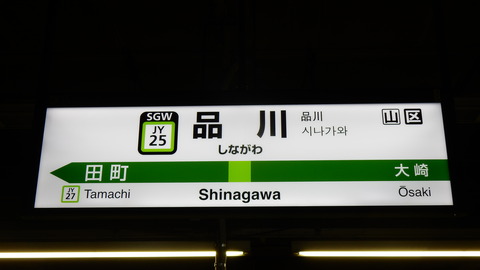 SGW
JY
25
品川
品川
시나가와
山区
しながわ
田町
大崎
JY
27
Tamachi
Shinagawa
Ōsaki